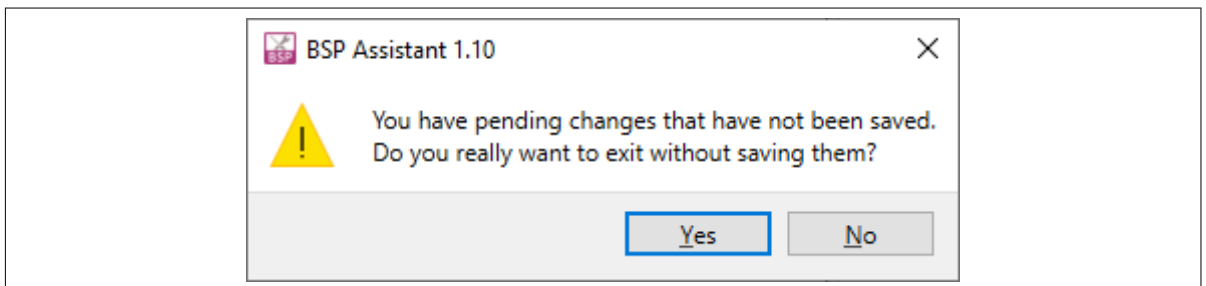 BSP
BSP Assistant 1.10
You have pending changes that have not been saved.
Do you really want to exit without saving them?
!
Yes
No